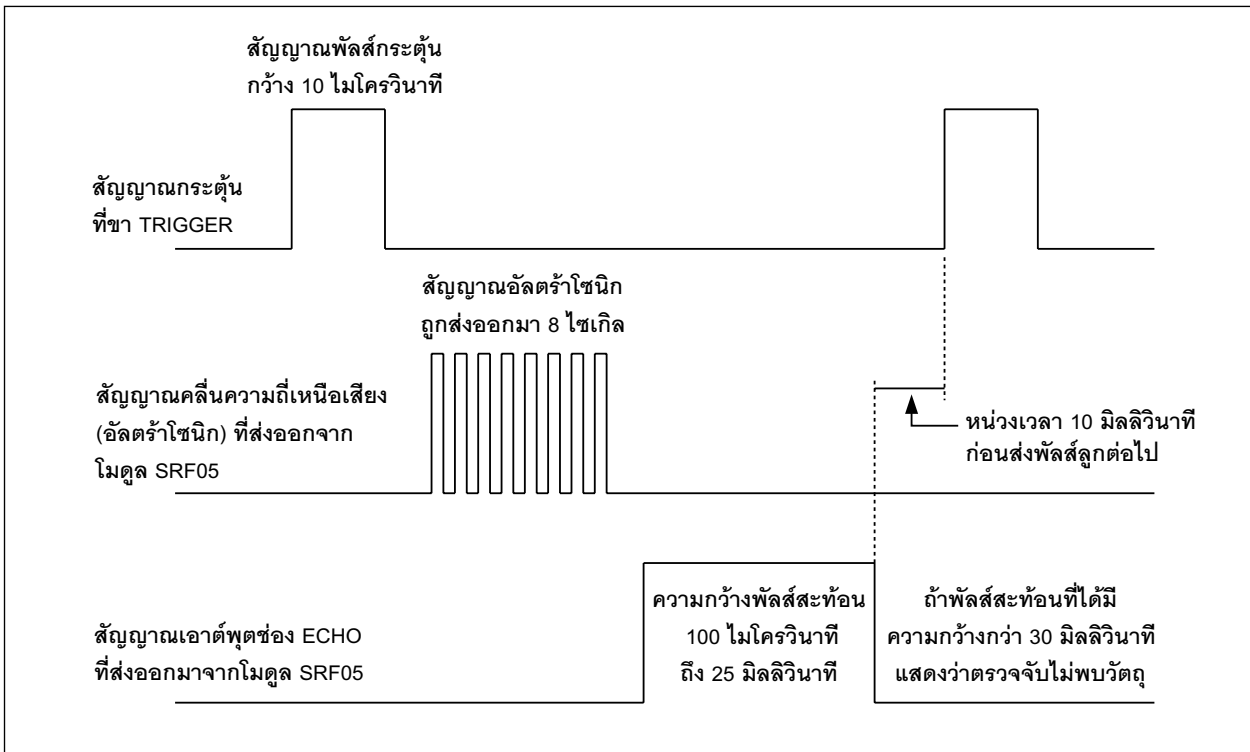 สัญญาณพัลส์กระตุ้น
กว้าง 10 ไมโครวินาที
สัญญาณกระตุ้น
ที่ขา TRIGGER
สัญญาณอัลตร้าโซนิก
ถูกส่งออกมา 8 ไซเกิล
สัญญาณคลื่นความถี่เหนือเสียง
(อัลตร้าโซนิก) ที่ส่งออกจาก
โมดูล SRF05
หน่วงเวลา 10 มิลลิวินาที
ก่อนส่งพัลส์ลูกต่อไป
สัญญาณเอาต์พุตช่อง ECHO
ที่ส่งออกมาจากโมดูล SRF05
ความกว้างพัลส์สะท้อน
100 ไมโครวินาที
ถึง 25 มิลลิวินาที
ถ้าพัลส์สะท้อนที่ได้มี
ความกว้างกว่า 30 มิลลิวินาที
แสดงว่าตรวจจับไม่พบวัตถุ